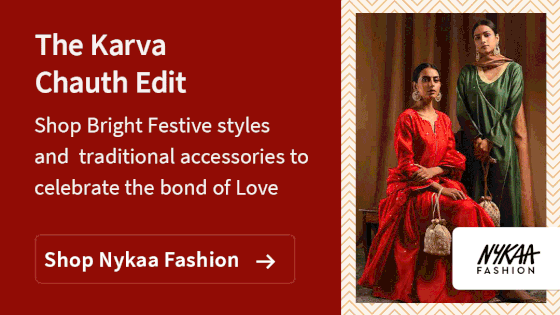 The Karva
Chauth Edit
Shop Bright Festive styles
and  traditional accessories to
celebrate the bond of Love
Shop Nykaa Fashion →
NYKAA
FASHION